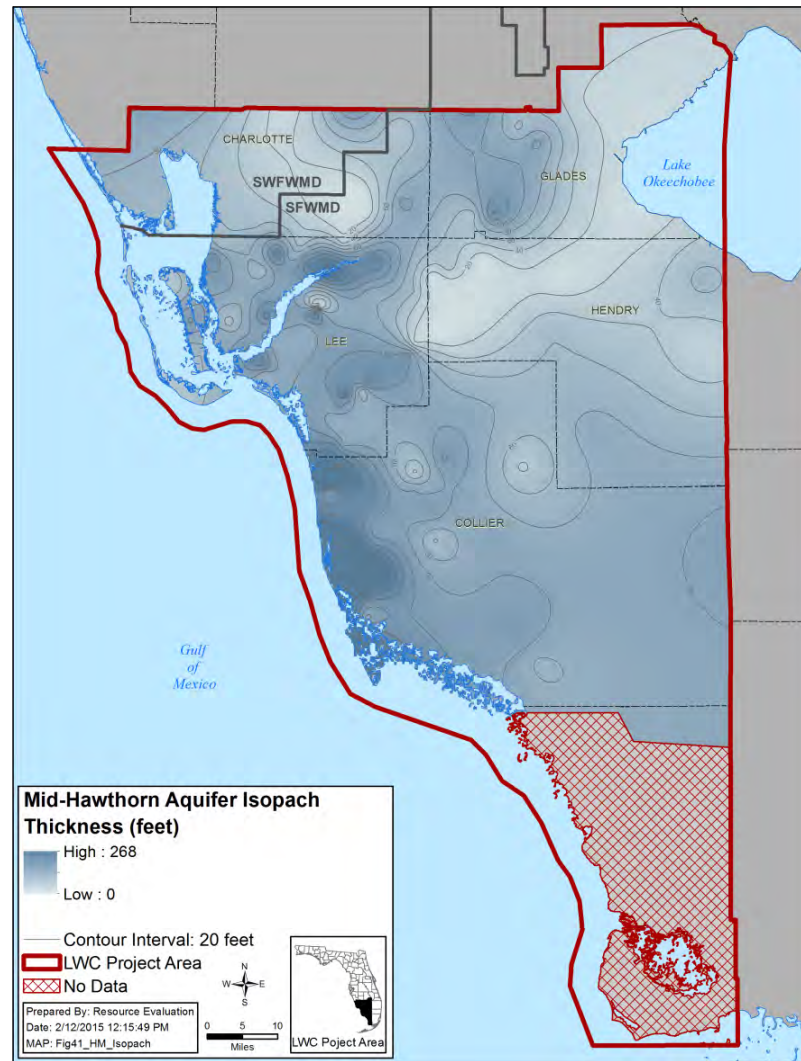 CHARLOTTE
SWFWMD
SFWMD
GLADES
Lake
Okeechobee
HENDRY
LEE
COLLIER
Gulf
of
Mexico
Mid-Hawthorn Aquifer Isopach
Thickness (feet)
High : 268
Low : 0
Contour Interval: 20 feet
LWC Project Area
No Data
N
W E
S
Prepared By: Resource Evaluation
Date: 2/12/2015 12:15:49 PM
MAP: Fig41_HM_Isopach
0 5 10
Miles
LWC Poject Area